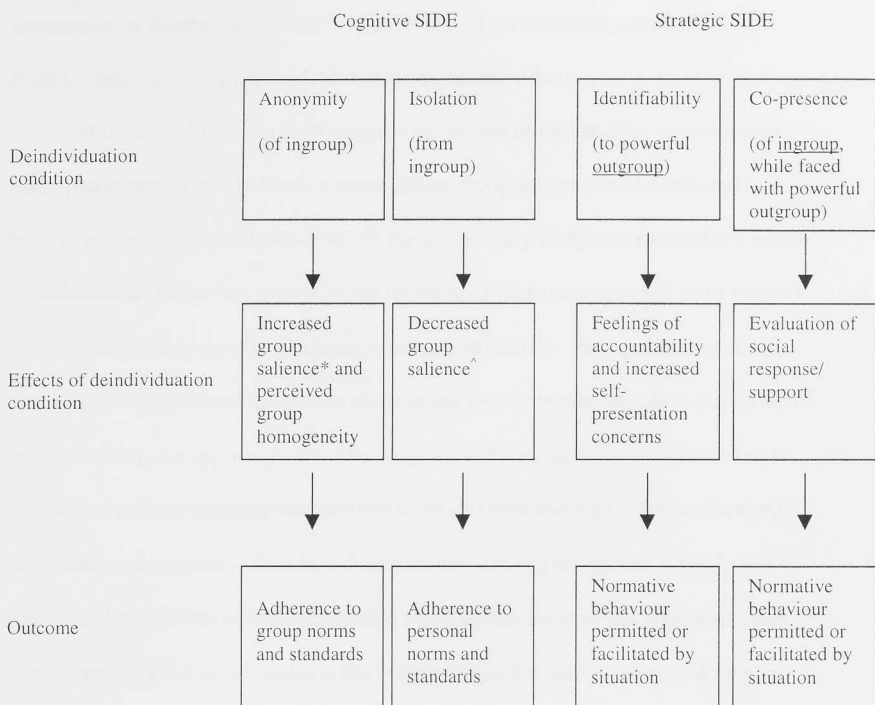 Cognitive SIDE
Strategic SIDE
Deindividuation
condition
Anonymity
(of ingroup)
Isolation
(from
ingroup)
Identifiability
(to powerful
outgroup)
Co-presence
(of ingroup,
while faced
with powerful
outgroup)
Effects of deindividuation
condition
Increased
group
salience* and
perceived
group
homogeneity
Decreased
group
salience^
Feelings of
accountability
and increased
self-
presentation
concerns
Evaluation of
social
response/
support
Outcome
Adherence to
group norms
and standards
Adherence to
personal
norms and
standards
Normative
behaviour
permitted or
facilitated by
situation
Normative
behaviour
permitted or
facilitated by
situation